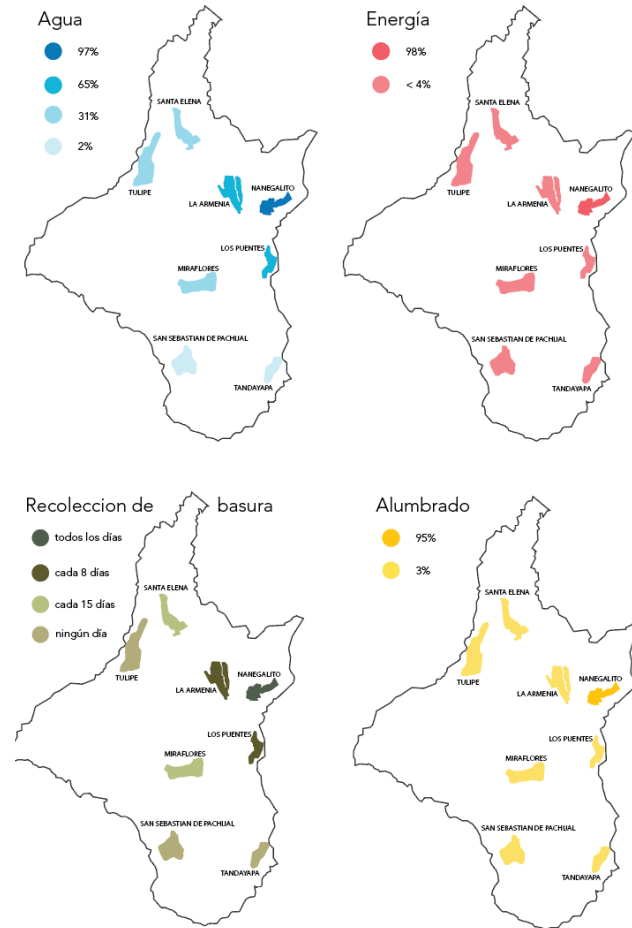 Agua
97%
65%
31%
2%
SANTA ELENA
TULIPE
LA ARMENIA
NANEGALITO
LOS PUENTES
MIRAFLORES
SAN SEBASTIAN DE PACHIJAL
TANDAYAPA
Energía
98%
< 4%
SANTA ELENA
TULIPE
LA ARMENIA
NANEGALITO
LOS PUENTES
MIRAFLORES
SAN SEBASTIAN DE PACHIJAL
TANDAYAPA
Recoleccion de basura
todos los días
cada 8 días
cada 15 días
ningún día
SANTA ELENA
TULIPE
LA ARMENIA
NANEGALITO
LOS PUENTES
MIRAFLORES
SAN SEBASTIAN DE PACHIJAL
TANDAYAPA
Alumbrado
95%
3%
SANTA ELENA
TULIPE
LA ARMENIA
NANEGALITO
LOS PUENTES
MIRAFLORES
SAN SEBASTIAN DE PACHIJAL
TANDAYAPA